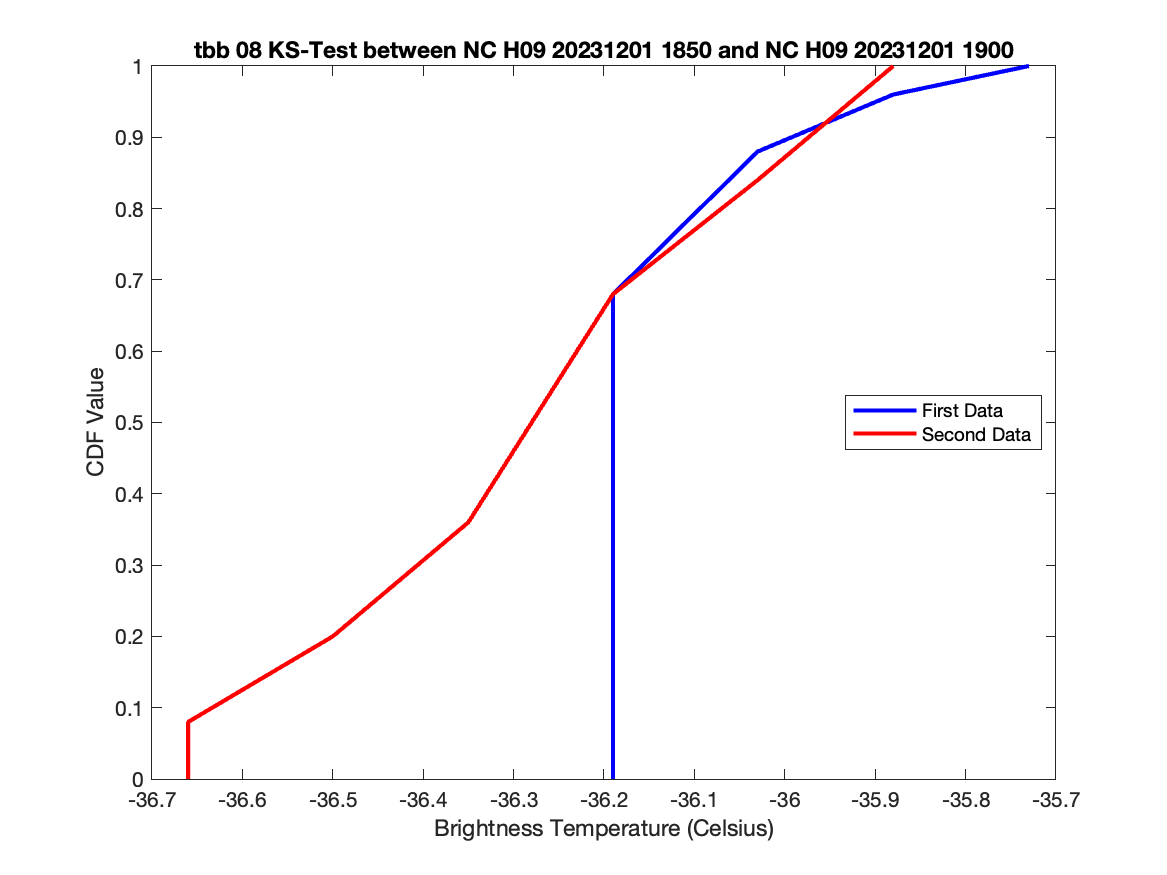 tbb 08 KS-Test between NC H09 20231201 1850 and NC H09 20231201 1900
1
0.9
0.8
0.7
0.6
0.5
0.4
0.3
0.2
0.1
0
CDF Value
First Data
Second Data
-36.7 -36.6 -36.5 -36.4 -36.3 -36.2 -36.1 -36 -35.9 -35.8 -35.7
Brightness Temperature (Celsius)